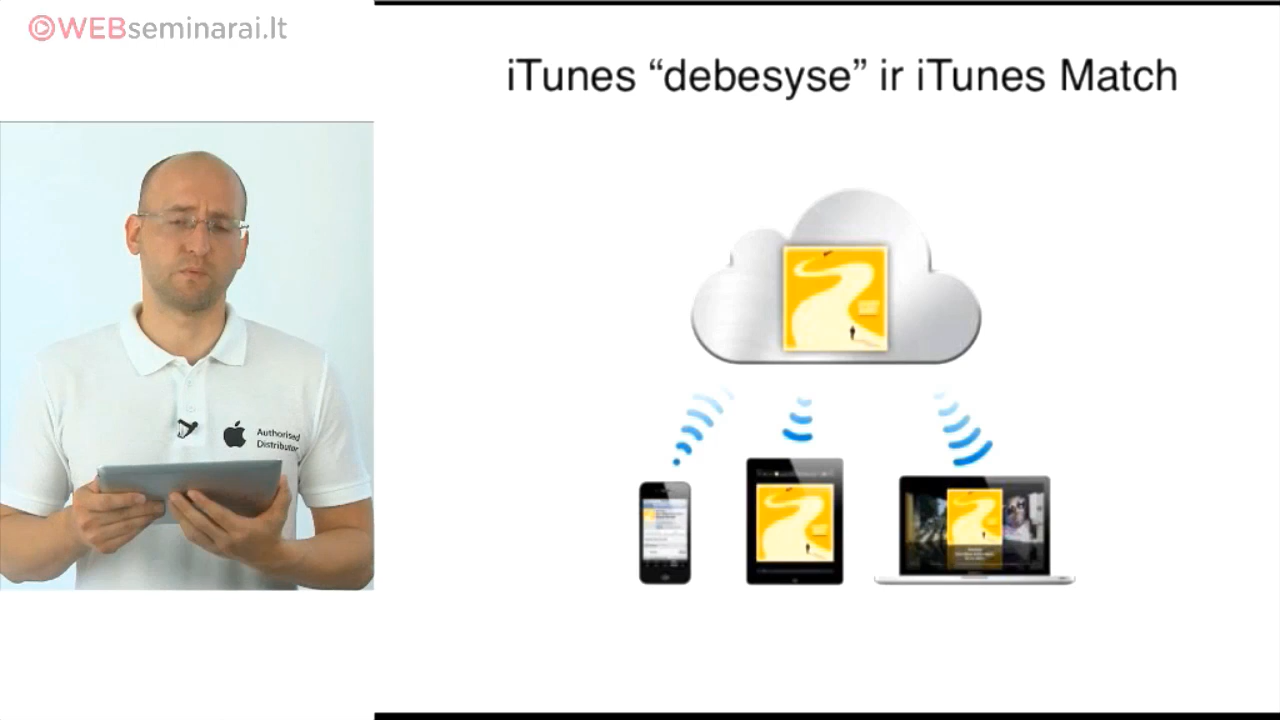 ©WEBseminarai.lt
iTunes “debesyse” ir iTunes Match
Authorised
Distributor